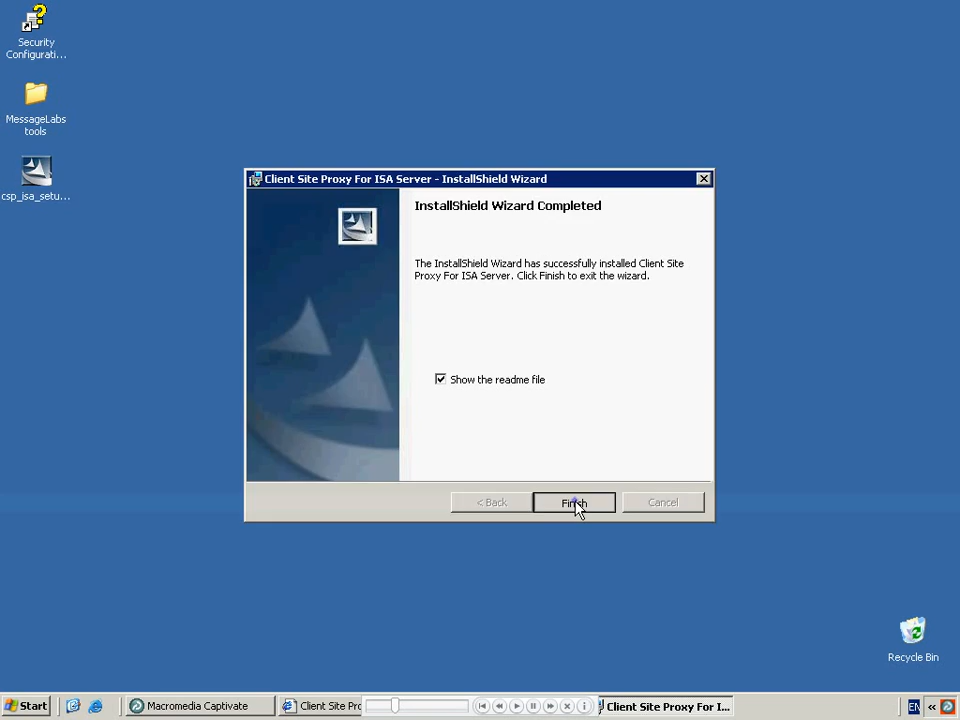 Security
Configurati...
MessageLabs
tools
csp_isa_setu...
Client Site Proxy For ISA Server - InstallShield Wizard
InstallShield Wizard Completed
The InstallShield Wizard has successfully installed Client Site
Proxy For ISA Server. Click Finish to exit the wizard.
Show the readme file
< Back
Finish
Cancel
Recycle Bin
Start
Macromedia Captivate
Client Site Pro
Client Site Proxy For I...
EN
«